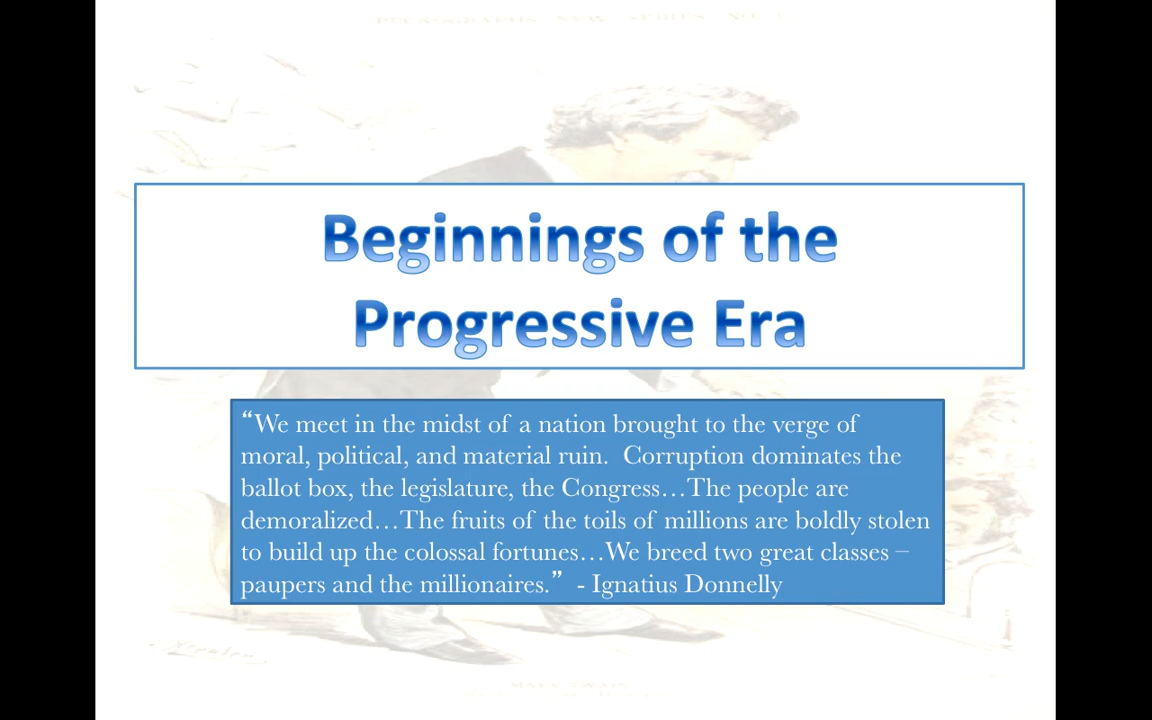 Beginnings of the
Progressive Era
“We meet in the midst of a nation brought to the verge of
moral, political, and material ruin.  Corruption dominates the
ballot box, the legislature, the Congress…The people are
demoralized…The fruits of the toils of millions are boldly stolen
to build up the colossal fortunes…We breed two great classes –
paupers and the millionaires.”  - Ignatius Donnelly